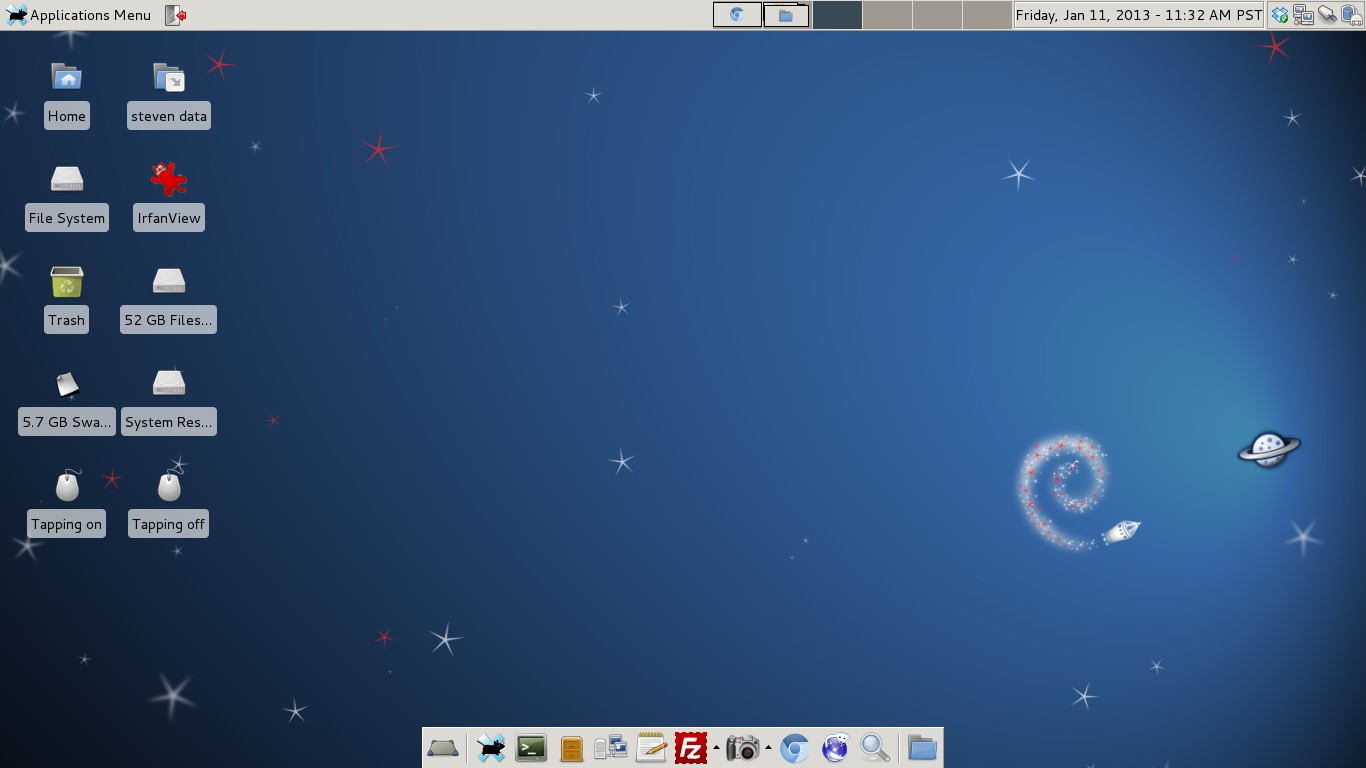 Applications Menu
Friday, Jan 11, 2013 - 11:32 AM PST
Home
steven data
File System
IrfanView
Trash
52 GB Files...
5.7 GB Swa...
System Res...
Tapping on
Tapping off
>_
FZ